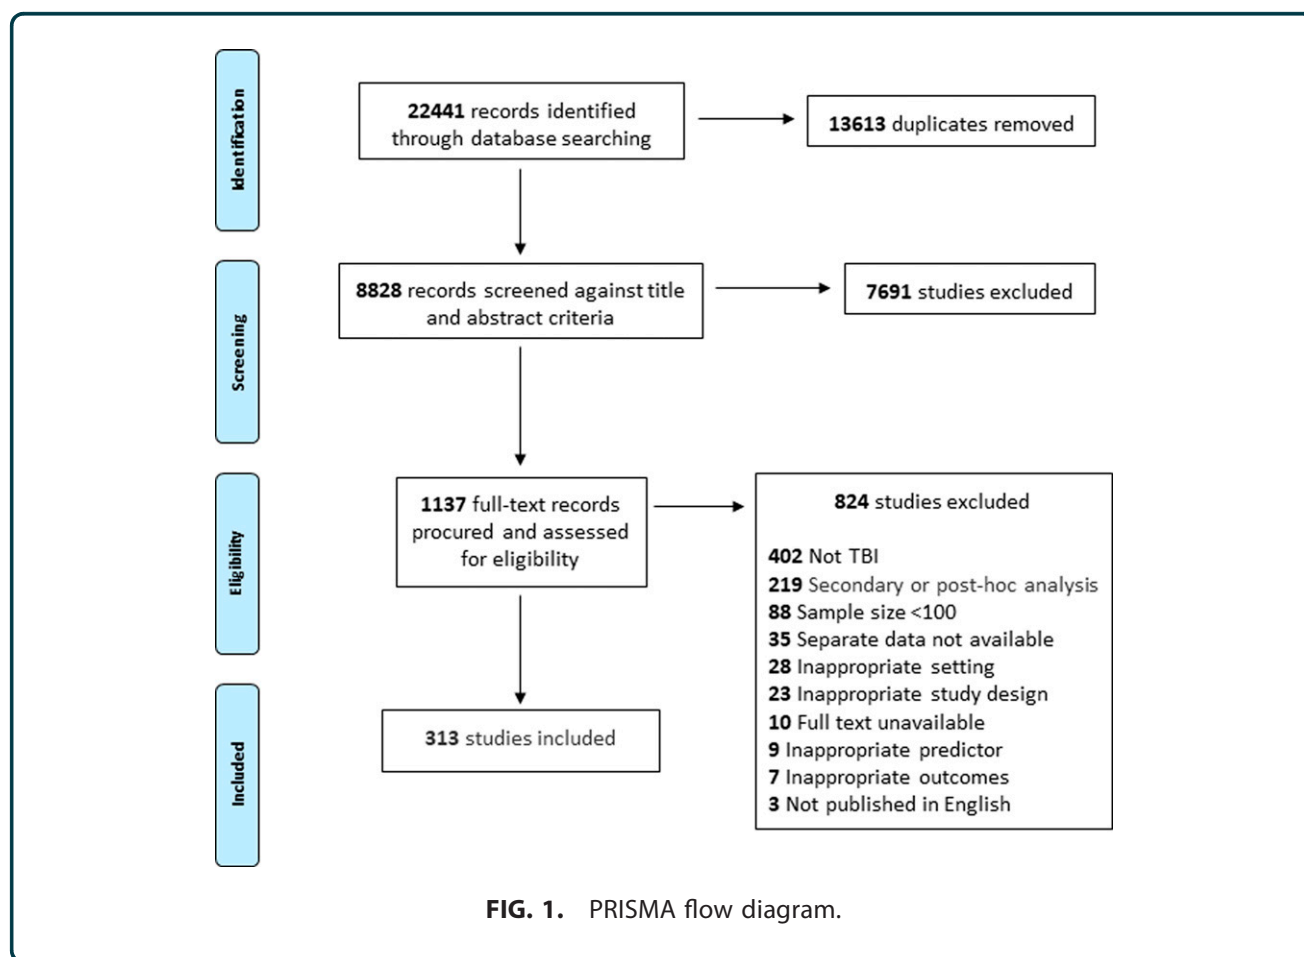 Identification
22441 records identified
through database searching
13613 duplicates removed
Screening
8828 records screened against title
and abstract criteria
7691 studies excluded
Eligibility
1137 full-text records
procured and assessed
for eligibility
824 studies excluded
402 Not TBI
219 Secondary or post-hoc analysis
88 Sample size <100
35 Separate data not available
28 Inappropriate setting
23 Inappropriate study design
10 Full text unavailable
9 Inappropriate predictor
7 Inappropriate outcomes
3 Not published in English
Included
313 studies included
FIG. 1. PRISMA flow diagram.